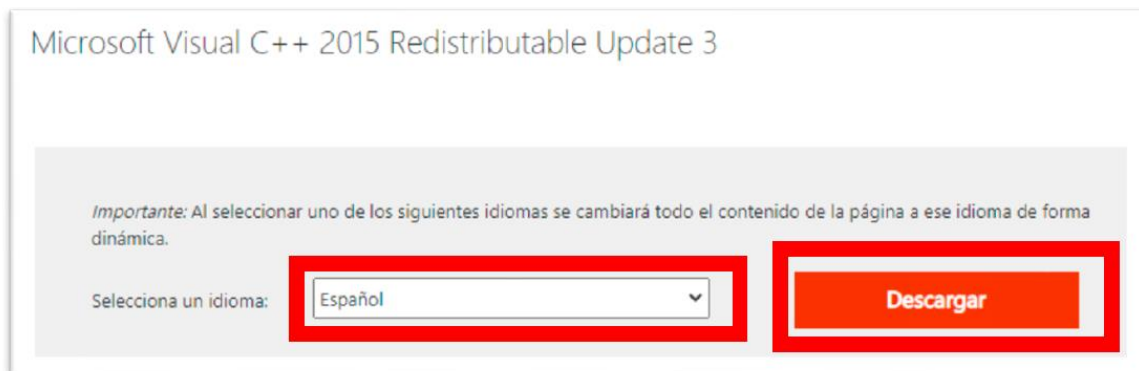 Microsoft Visual C++ 2015 Redistributable Update 3
Importante: Al seleccionar uno de los siguientes idiomas se cambiará todo el contenido de la página a ese idioma de forma
dinámica.
Selecciona un idioma: Español Descargar